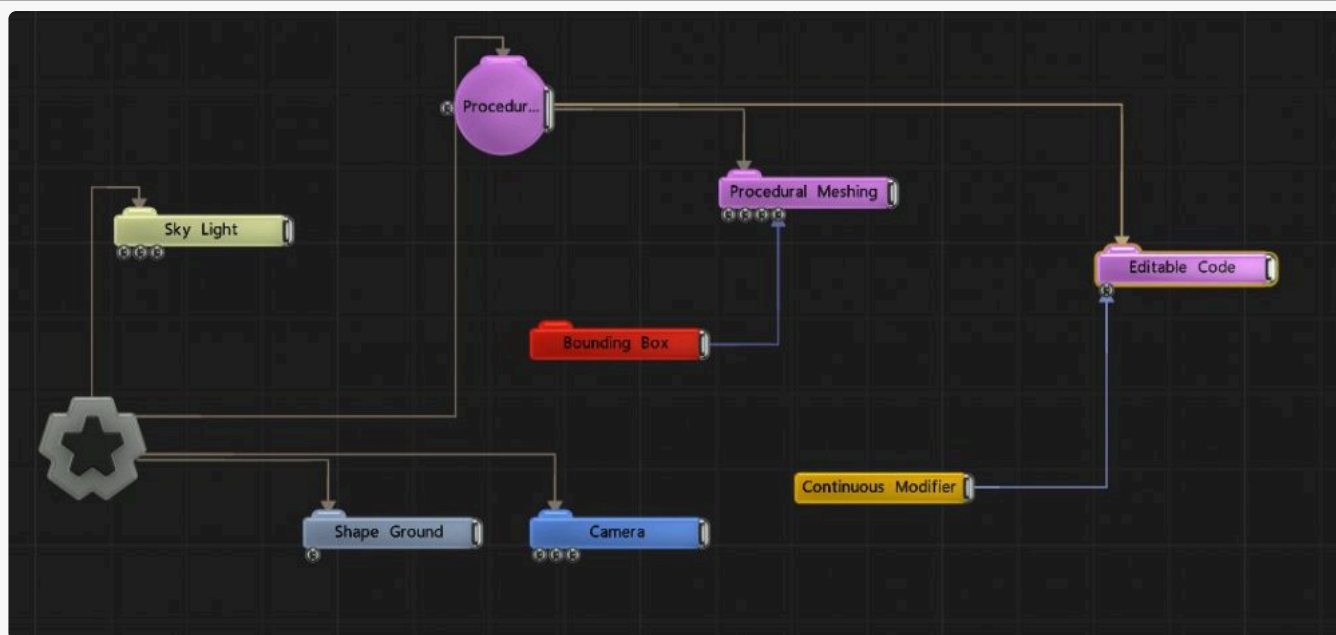 Procedur...
Procedural Meshing
Sky Light
Editable Code
Bounding Box
Continuous Modifier
Shape Ground
Camera